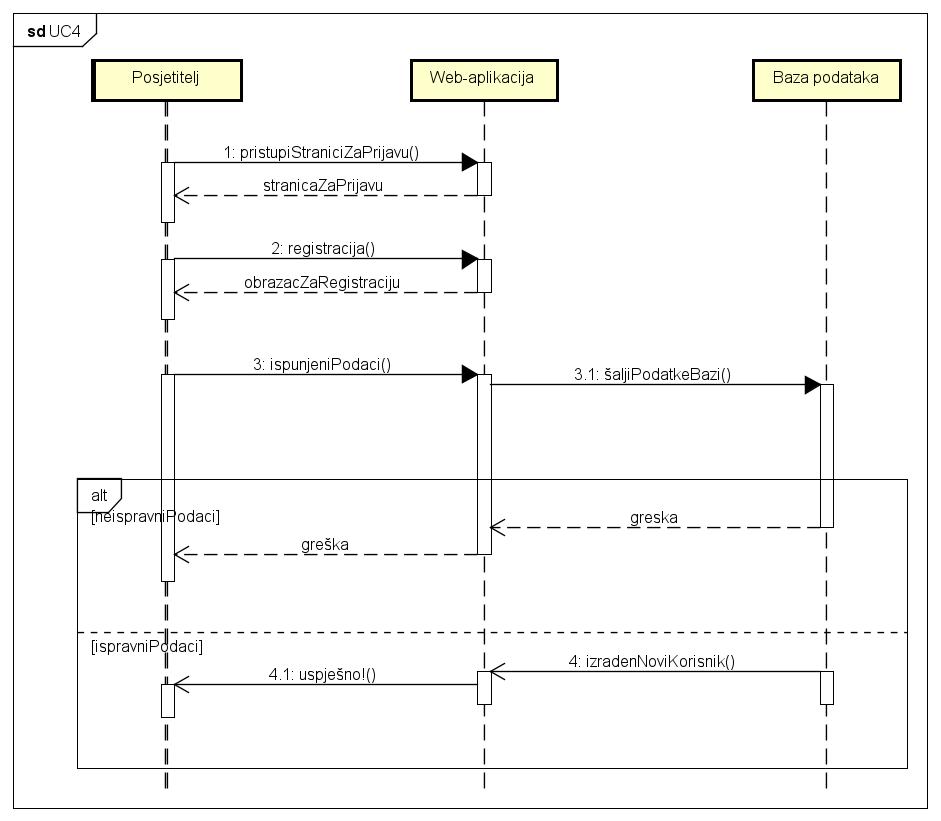 sd UC4
Posjetitelj
Web-aplikacija
Baza podataka
1: pristupiStraniciZaPrijavu()
stranicaZaPrijavu
2: registracija()
obrazacZaRegistraciju
3: ispunjeniPodaci()
3.1: šaljiPodatkeBazi()
alt
[neispravniPodaci]
greska
greška
[ispravniPodaci]
4: izradenNoviKorisnik()
4.1: uspješno!()